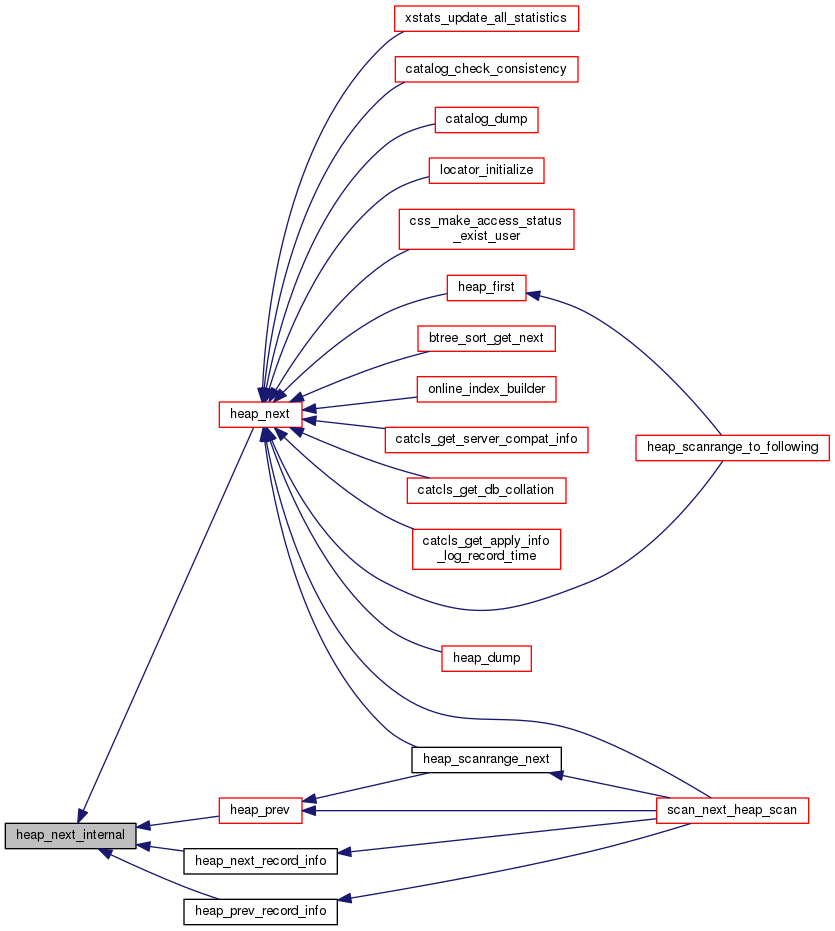 xstats_update_all_statistics
catalog_check_consistency
catalog_dump
locator_initialize
css_make_access_status
_exist_user
heap_first
btree_sort_get_next
online_index_builder
heap_next
catcls_get_server_compat_info
heap_scanrange_to_following
catcls_get_db_collation
catcls_get_apply_info
_log_record_time
heap_dump
heap_scanrange_next
heap_prev
scan_next_heap_scan
heap_next_internal
heap_next_record_info
heap_prev_record_info